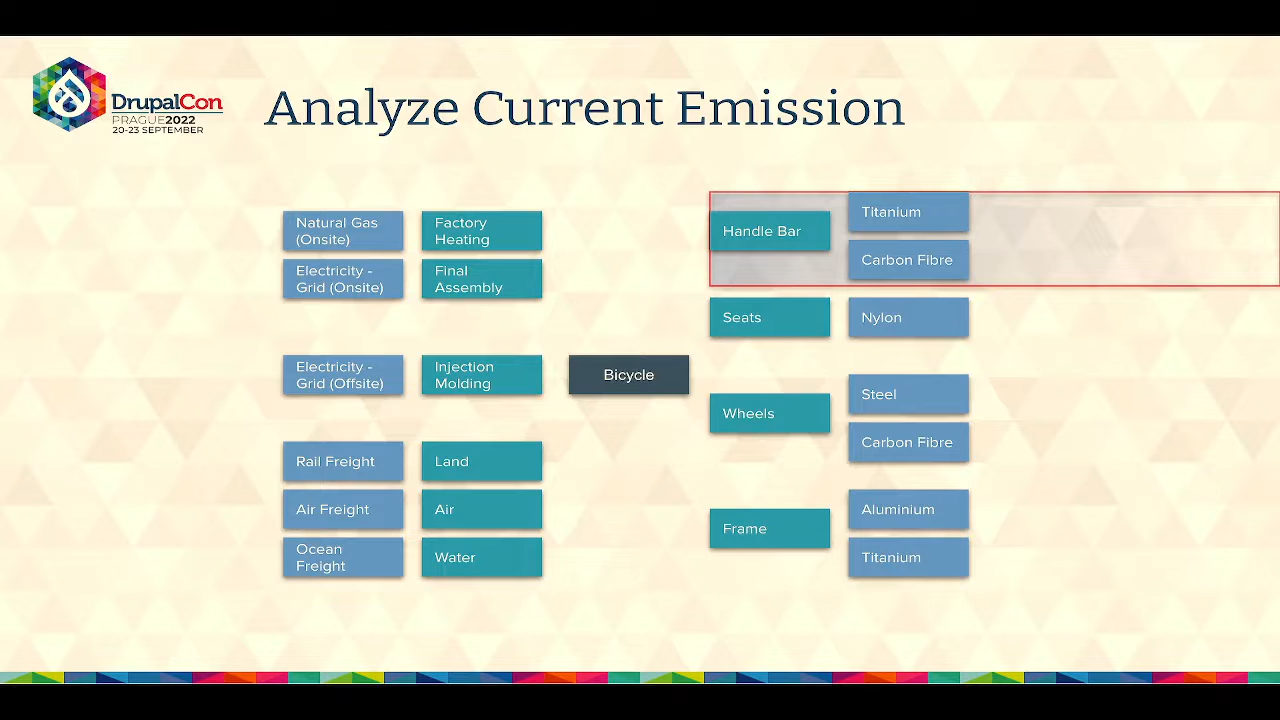 DrupalCon
PRAGUE2022
20-23 SEPTEMBER
Analyze Current Emission
Natural Gas
(Onsite)
Factory
Heating
Electricity -
Grid (Onsite)
Final
Assembly
Electricity -
Grid (Offsite)
Injection
Molding
Rail Freight
Land
Air Freight
Air
Ocean
Freight
Water
Bicycle
Handle Bar
Titanium
Carbon Fibre
Seats
Nylon
Wheels
Steel
Carbon Fibre
Frame
Aluminium
Titanium